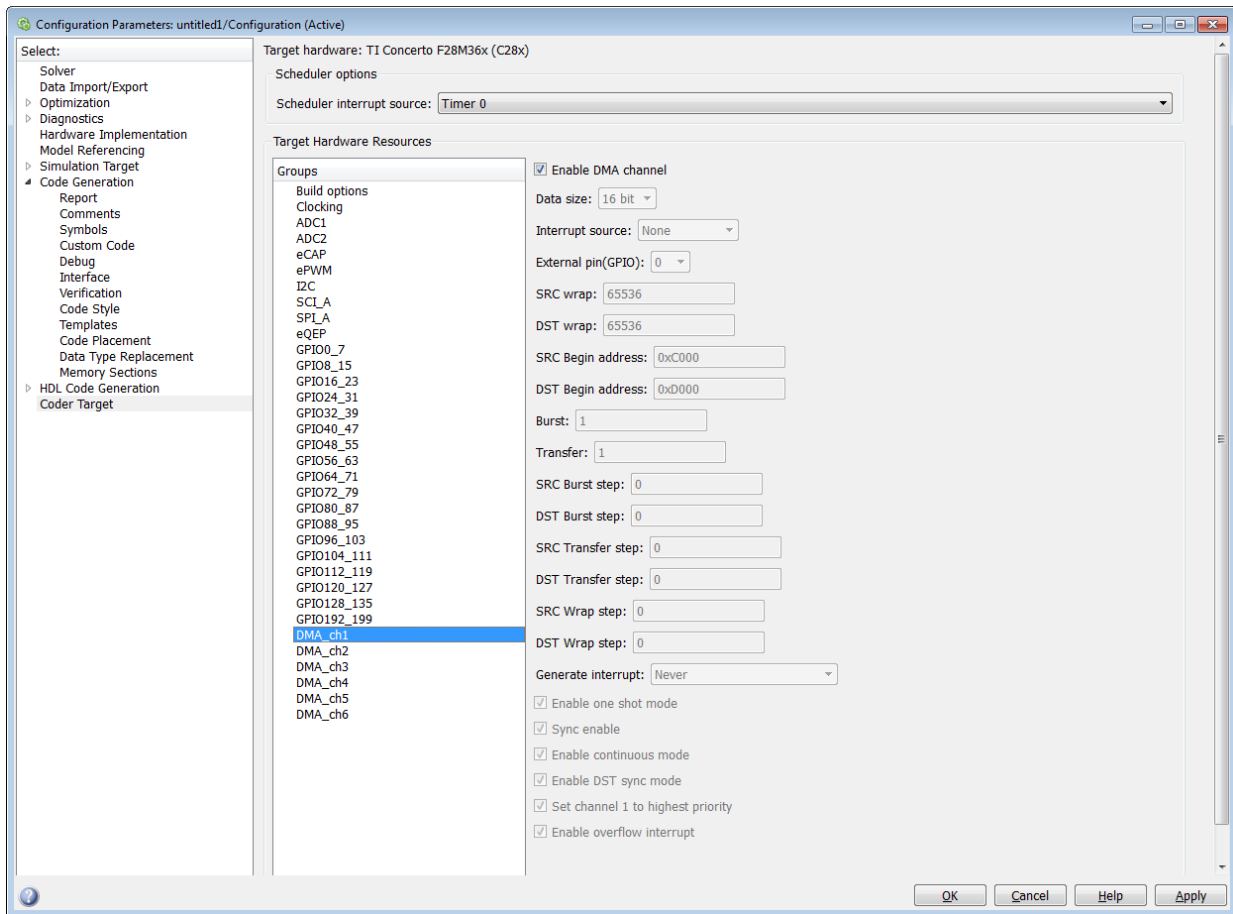 Configuration Parameters: untitled1/Configuration (Active)
Select:
Solver
Data Import/Export
Optimization
Diagnostics
Hardware Implementation
Model Referencing
Simulation Target
Code Generation
Report
Comments
Symbols
Custom Code
Debug
Interface
Verification
Code Style
Templates
Code Placement
Data Type Replacement
Memory Sections
HDL Code Generation
Coder Target
Target hardware: TI Concerto F28M36x (C28x)
Scheduler options
Scheduler interrupt source: Timer 0
Target Hardware Resources
Groups
Build options
Clocking
ADC1
ADC2
eCAP
ePWM
I2C
SCI_A
SPI_A
eQEP
GPIO0_7
GPIO8_15
GPIO16_23
GPIO24_31
GPIO32_39
GPIO40_47
GPIO48_55
GPIO56_63
GPIO64_71
GPIO72_79
GPIO80_87
GPIO88_95
GPIO96_103
GPIO104_111
GPIO112_119
GPIO120_127
GPIO128_135
GPIO192_199
DMA_ch1
DMA_ch2
DMA_ch3
DMA_ch4
DMA_ch5
DMA_ch6
Enable DMA channel
Data size: 16 bit
Interrupt source: None
External pin(GPIO): 0
SRC wrap: 65536
DST wrap: 65536
SRC Begin address: 0xC000
DST Begin address: 0xD000
Burst: 1
Transfer: 1
SRC Burst step: 0
DST Burst step: 0
SRC Transfer step: 0
DST Transfer step: 0
SRC Wrap step: 0
DST Wrap step: 0
Generate interrupt: Never
Enable one shot mode
Sync enable
Enable continuous mode
Enable DST sync mode
Set channel 1 to highest priority
Enable overflow interrupt
OK Cancel Help Apply